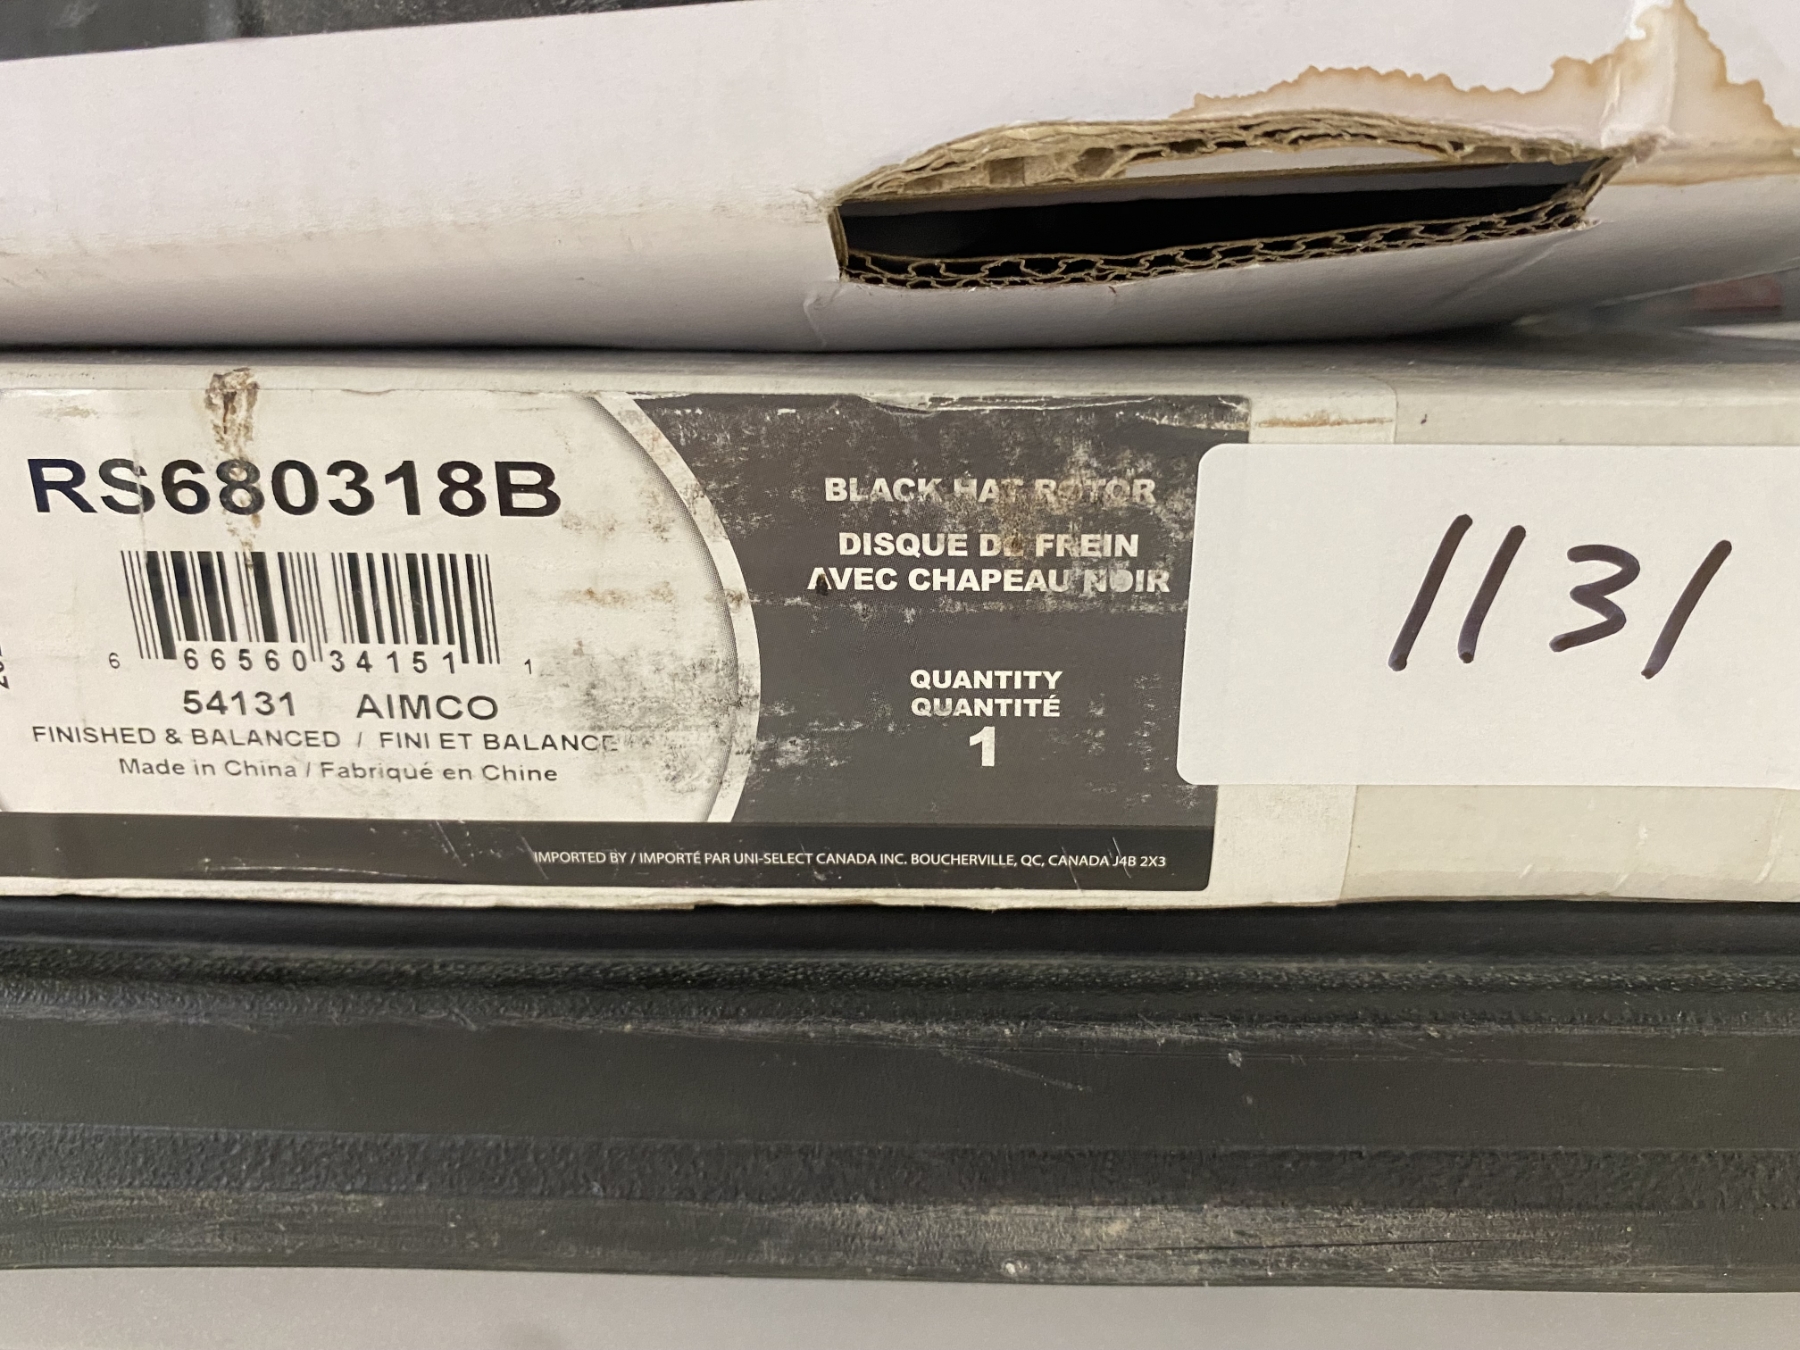 RS680318B
6 66560 34151 1
54131 AIMCO
FINISHED & BALANCED / FINI ET BALANCE
Made in China / Fabriqué en Chine
BLACK HAT ROTOR
DISQUE DE FREIN
AVEC CHAPEAU NOIR
QUANTITY
QUANTITÉ
1
IMPORTED BY / IMPORTÉ PAR UNI-SELECT CANADA INC. BOUCHERVILLE, QC, CANADA J4B 2X3
1131